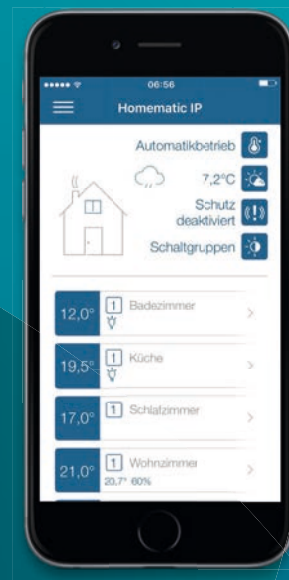 06:56
Homematic IP
Automatikbetrieb
7,2°C
Schutz
deaktiviert
Schaltgruppen
12,0° 1 Badezimmer
19,5° 1 Küche
17,0° 1 Schlafzimmer
21,0° 1 Wohnzimmer
20,7° 60%